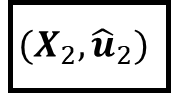 (𝑿₂, û₂)